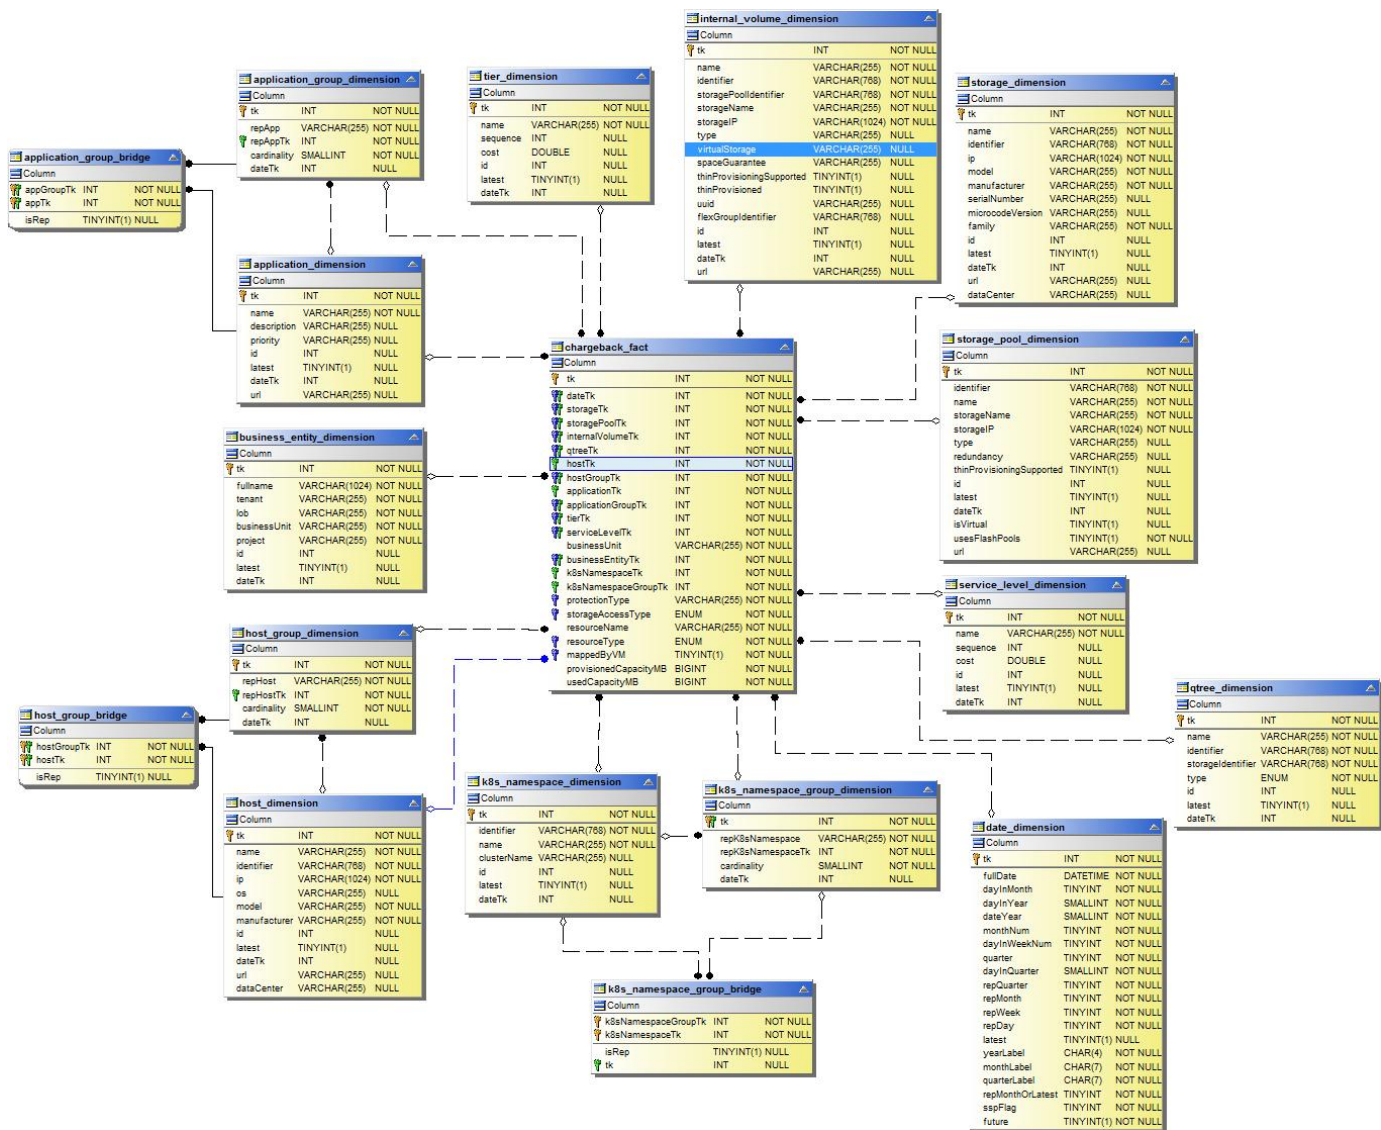 internal_volume_dimension
Column
tk INT NOT NULL
name VARCHAR(255) NOT NULL
identifier VARCHAR(768) NOT NULL
storagePoolIdentifier VARCHAR(768) NOT NULL
storageName VARCHAR(255) NOT NULL
storageIP VARCHAR(1024) NOT NULL
type VARCHAR(255) NULL
virtualStorage VARCHAR(255) NULL
spaceGuarantee VARCHAR(255) NULL
thinProvisioningSupported TINYINT(1) NULL
thinProvisioned TINYINT(1) NULL
uuid VARCHAR(255) NULL
flexGroupIdentifier VARCHAR(768) NULL
id INT NULL
latest TINYINT(1) NULL
dateTk INT NULL
url VARCHAR(255) NULL
application_group_dimension
Column
tk INT NOT NULL
repApp VARCHAR(255) NOT NULL
repAppTk INT NOT NULL
cardinality SMALLINT NOT NULL
dateTk INT NULL
tier_dimension
Column
tk INT NOT NULL
name VARCHAR(255) NOT NULL
sequence INT NULL
cost DOUBLE NULL
id INT NULL
latest TINYINT(1) NULL
dateTk INT NULL
storage_dimension
Column
tk INT NOT NULL
name VARCHAR(255) NOT NULL
identifier VARCHAR(768) NOT NULL
ip VARCHAR(1024) NOT NULL
model VARCHAR(255) NOT NULL
manufacturer VARCHAR(255) NOT NULL
serialNumber VARCHAR(255) NULL
microcodeVersion VARCHAR(255) NULL
family VARCHAR(255) NOT NULL
id INT NULL
latest TINYINT(1) NULL
dateTk INT NULL
url VARCHAR(255) NULL
dataCenter VARCHAR(255) NULL
application_group_bridge
Column
appGroupTk INT NOT NULL
appTk INT NOT NULL
isRep TINYINT(1) NULL
application_dimension
Column
tk INT NOT NULL
name VARCHAR(255) NOT NULL
description VARCHAR(255) NULL
priority VARCHAR(255) NULL
id INT NULL
latest TINYINT(1) NULL
dateTk INT NULL
url VARCHAR(255) NULL
chargeback_fact
Column
tk INT NOT NULL
dateTk INT NOT NULL
storageTk INT NOT NULL
storagePoolTk INT NOT NULL
internalVolumeTk INT NOT NULL
qtreeTk INT NOT NULL
hostTk INT NOT NULL
hostGroupTk INT NOT NULL
applicationTk INT NOT NULL
applicationGroupTk INT NOT NULL
tierTk INT NOT NULL
serviceLevelTk INT NOT NULL
businessUnit VARCHAR(255) NOT NULL
businessEntityTk INT NOT NULL
k8sNamespaceTk INT NOT NULL
k8sNamespaceGroupTk INT NOT NULL
protectionType VARCHAR(255) NOT NULL
storageAccessType ENUM NOT NULL
resourceName VARCHAR(255) NOT NULL
resourceType ENUM NOT NULL
mappedByVM TINYINT(1) NOT NULL
provisionedCapacityMB BIGINT NOT NULL
usedCapacityMB BIGINT NOT NULL
storage_pool_dimension
Column
tk INT NOT NULL
identifier VARCHAR(768) NOT NULL
name VARCHAR(255) NOT NULL
storageName VARCHAR(255) NOT NULL
storageIP VARCHAR(1024) NOT NULL
type VARCHAR(255) NULL
redundancy VARCHAR(255) NULL
thinProvisioningSupported TINYINT(1) NULL
id INT NULL
latest TINYINT(1) NULL
dateTk INT NULL
isVirtual TINYINT(1) NULL
usesFlashPools TINYINT(1) NOT NULL
url VARCHAR(255) NULL
business_entity_dimension
Column
tk INT NOT NULL
fullname VARCHAR(1024) NOT NULL
tenant VARCHAR(255) NOT NULL
lob VARCHAR(255) NOT NULL
businessUnit VARCHAR(255) NOT NULL
project VARCHAR(255) NOT NULL
id INT NULL
latest TINYINT(1) NULL
dateTk INT NULL
service_level_dimension
Column
tk INT NOT NULL
name VARCHAR(255) NOT NULL
sequence INT NULL
cost DOUBLE NULL
id INT NULL
latest TINYINT(1) NULL
dateTk INT NULL
host_group_dimension
Column
tk INT NOT NULL
repHost VARCHAR(255) NOT NULL
repHostTk INT NOT NULL
cardinality SMALLINT NOT NULL
dateTk INT NULL
qtree_dimension
Column
tk INT NOT NULL
name VARCHAR(255) NOT NULL
identifier VARCHAR(768) NOT NULL
storageIdentifier VARCHAR(768) NOT NULL
type ENUM NOT NULL
id INT NULL
latest TINYINT(1) NULL
dateTk INT NULL
host_group_bridge
Column
hostGroupTk INT NOT NULL
hostTk INT NOT NULL
isRep TINYINT(1) NULL
host_dimension
Column
tk INT NOT NULL
name VARCHAR(255) NOT NULL
identifier VARCHAR(768) NOT NULL
ip VARCHAR(1024) NOT NULL
os VARCHAR(255) NULL
model VARCHAR(255) NOT NULL
manufacturer VARCHAR(255) NOT NULL
id INT NULL
latest TINYINT(1) NULL
dateTk INT NULL
url VARCHAR(255) NULL
dataCenter VARCHAR(255) NULL
k8s_namespace_dimension
Column
tk INT NOT NULL
identifier VARCHAR(768) NOT NULL
name VARCHAR(255) NOT NULL
clusterName VARCHAR(255) NULL
id INT NULL
latest TINYINT(1) NULL
dateTk INT NULL
k8s_namespace_group_dimension
Column
tk INT NOT NULL
repK8sNamespace VARCHAR(255) NOT NULL
repK8sNamespaceTk INT NOT NULL
cardinality SMALLINT NOT NULL
dateTk INT NULL
date_dimension
Column
tk INT NOT NULL
fullDate DATETIME NOT NULL
dayInMonth TINYINT NOT NULL
dayInYear SMALLINT NOT NULL
dateYear SMALLINT NOT NULL
monthNum TINYINT NOT NULL
dayInWeekNum TINYINT NOT NULL
quarter TINYINT NOT NULL
dayInQuarter SMALLINT NOT NULL
repQuarter TINYINT NOT NULL
repMonth TINYINT NOT NULL
repWeek TINYINT NOT NULL
repDay TINYINT NOT NULL
latest TINYINT(1) NULL
yearLabel CHAR(4) NOT NULL
monthLabel CHAR(7) NOT NULL
quarterLabel CHAR(7) NOT NULL
repMonthOrLatest TINYINT NOT NULL
sspFlag TINYINT NOT NULL
future TINYINT(1) NOT NULL
k8s_namespace_group_bridge
Column
k8sNamespaceGroupTk INT NOT NULL
k8sNamespaceTk INT NOT NULL
isRep TINYINT(1) NULL
tk INT NULL